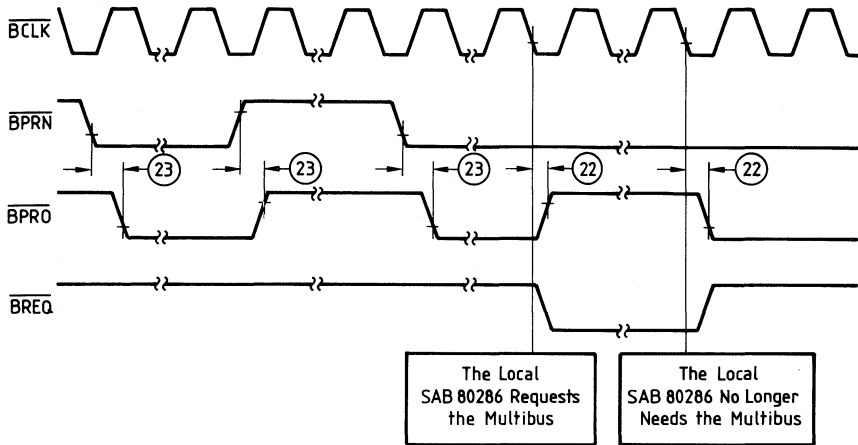 BCLK
BPRN
23
23
23
22
22
BPRO
BREQ
The Local
SAB 80286 Requests
the Multibus
The Local
SAB 80286 No Longer
Needs the Multibus